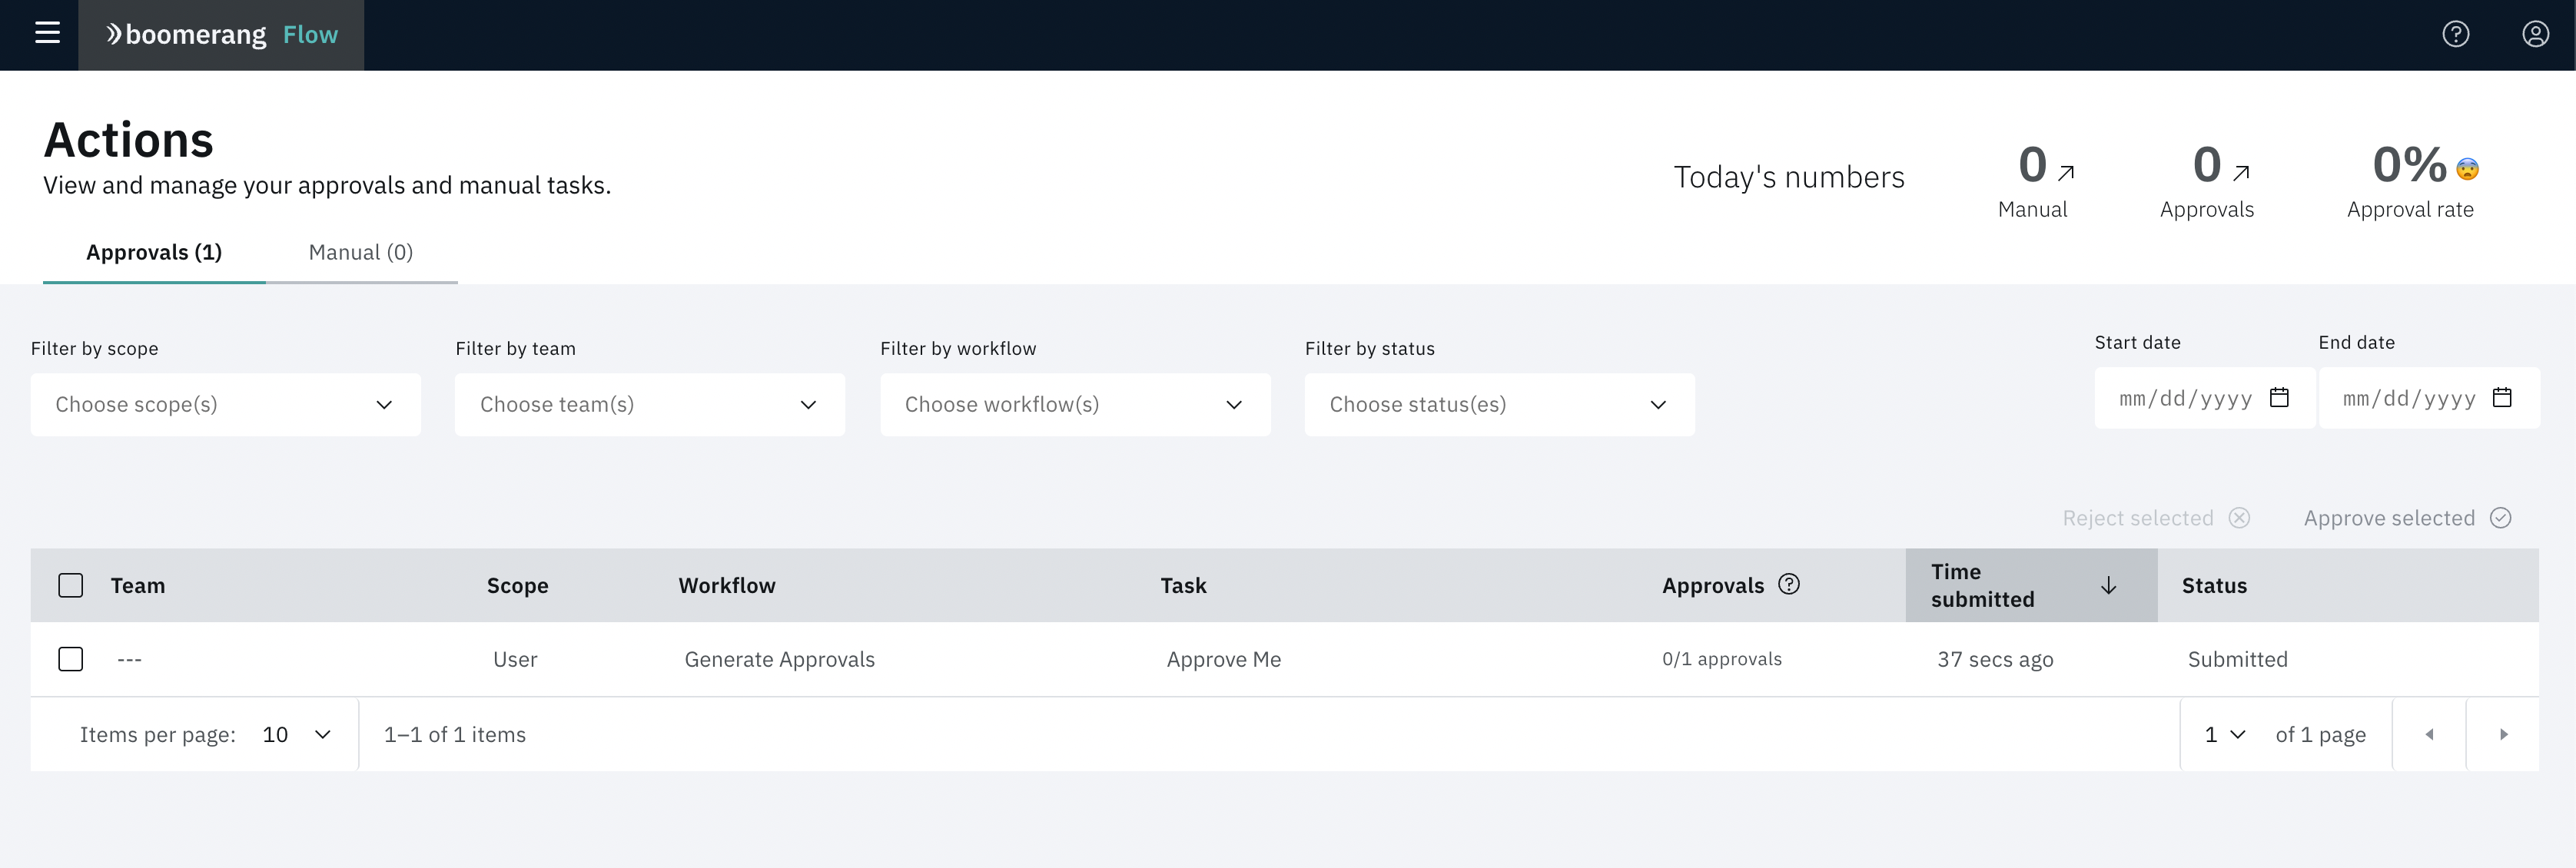 boomerang Flow
Actions
View and manage your approvals and manual tasks.
Today's numbers
0
Manual
0
Approvals
0%
Approval rate
Approvals (1)
Manual (0)
Filter by scope
Choose scope(s)
Filter by team
Choose team(s)
Filter by workflow
Choose workflow(s)
Filter by status
Choose status(es)
Start date
mm/dd/yyyy
End date
mm/dd/yyyy
Reject selected
Approve selected
Team Scope Workflow Task Approvals Time submitted Status
--- User Generate Approvals Approve Me 0/1 approvals 37 secs ago Submitted
Items per page: 10 1–1 of 1 items 1 of 1 page